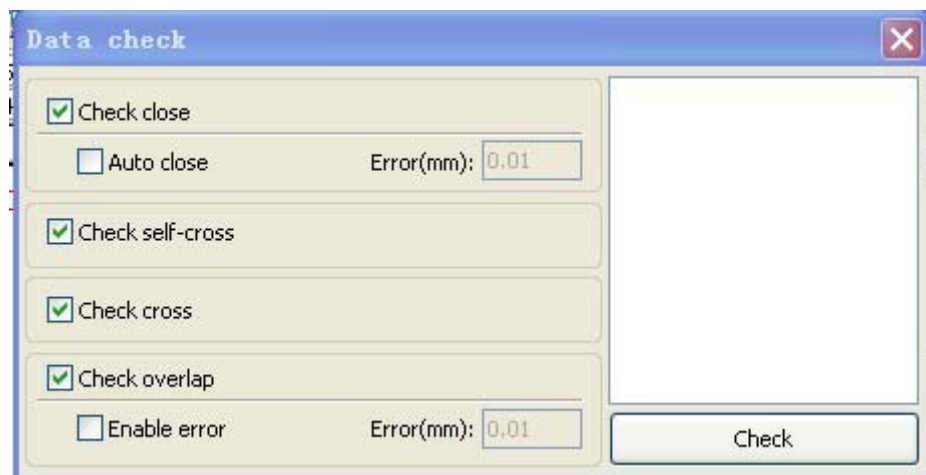 Data check
Check close
Auto close Error(mm): 0.01
Check self-cross
Check cross
Check overlap
Enable error Error(mm): 0.01
Check